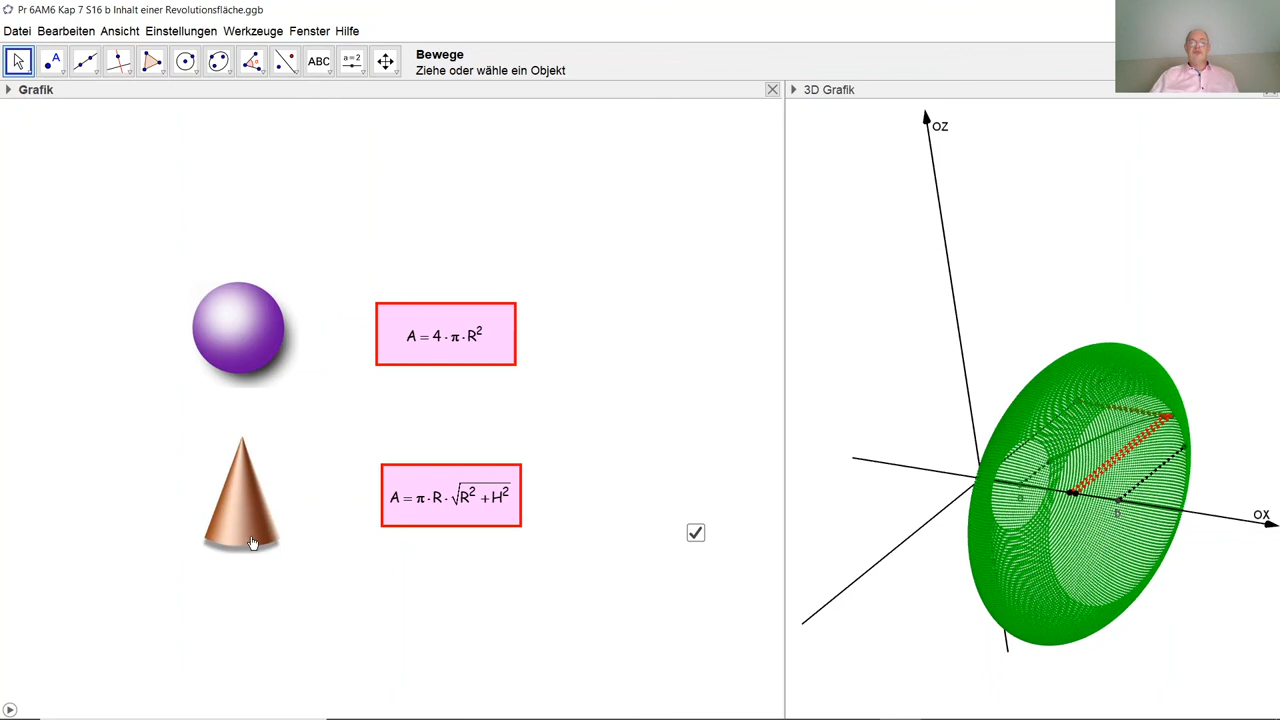 Pr 6AM6 Kap 7 S16 b Inhalt einer Revolutionsfläche.ggb
Datei Bearbeiten Ansicht Einstellungen Werkzeuge Fenster Hilfe
A
ABC
a=2
Bewege
Ziehe oder wähle ein Objekt
Grafik
3D Grafik
OZ
A = 4 · π · R²
A = π · R · √(R² + H²)
a
b
OX